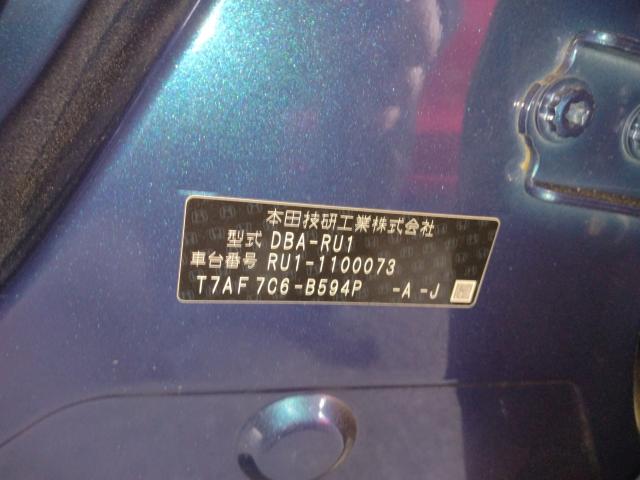 本田技研工業株式会社
型式 DBA-RU1
車台番号 RU1-1100073
T7AF 7C6-B594P -A -J